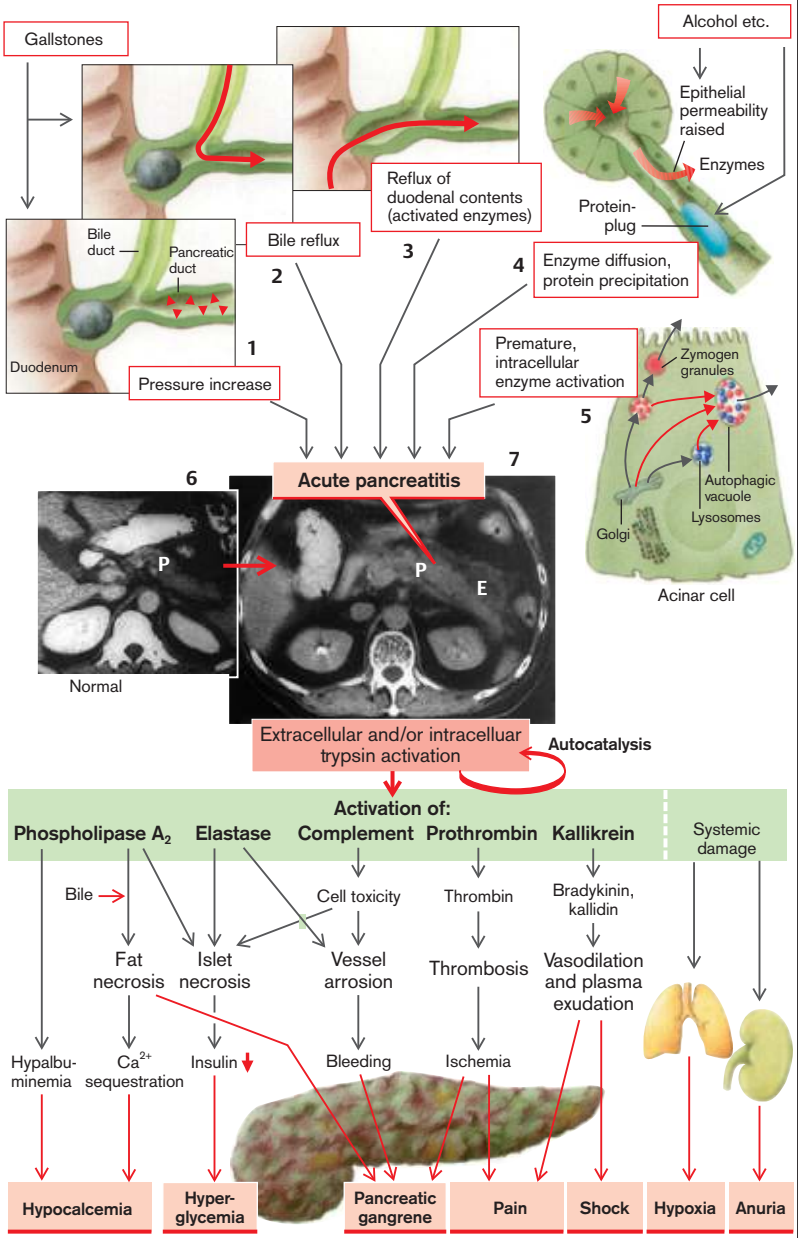 Gallstones
Alcohol etc.
Epithelial
permeability
raised
Enzymes
Protein-
plug
Reflux of
duodenal contents
(activated enzymes)
3
Bile reflux
2
4
Enzyme diffusion,
protein precipitation
Bile
duct
Pancreatic
duct
Duodenum
1
Pressure increase
Premature,
intracellular
enzyme activation
5
Zymogen
granules
Autophagic
vacuole
Lysosomes
Golgi
Acinar cell
6
7
Acute pancreatitis
P
P
E
Normal
Extracellular and/or intracelluar
trypsin activation
Autocatalysis
Activation of:
Phospholipase A₂
Elastase
Complement
Prothrombin
Kallikrein
Systemic
damage
Bile
Cell toxicity
Thrombin
Bradykinin,
kallidin
Fat
necrosis
Islet
necrosis
Vessel
arrosion
Thrombosis
Vasodilation
and plasma
exudation
Hypalbu-
minemia
Ca²⁺
sequestration
Insulin
Bleeding
Ischemia
Hypocalcemia
Hyper-
glycemia
Pancreatic
gangrene
Pain
Shock
Hypoxia
Anuria